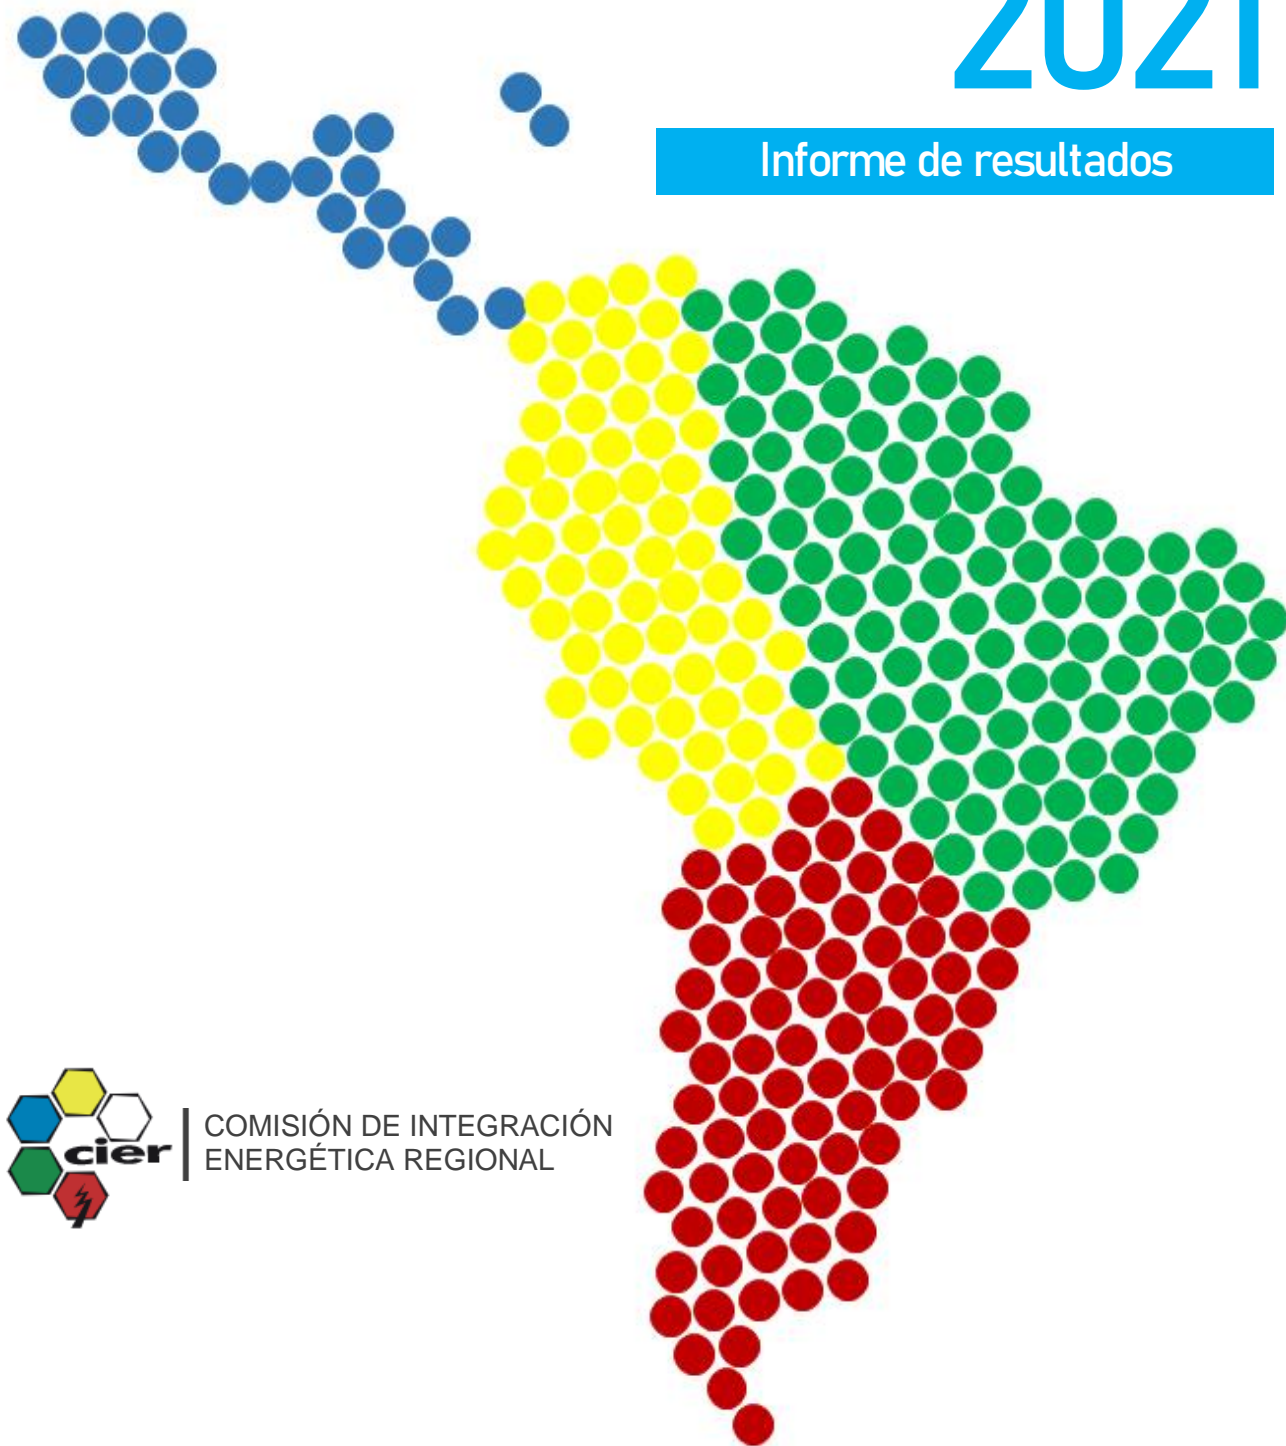 2021
Informe de resultados
cier
COMISIÓN DE INTEGRACIÓN
ENERGÉTICA REGIONAL